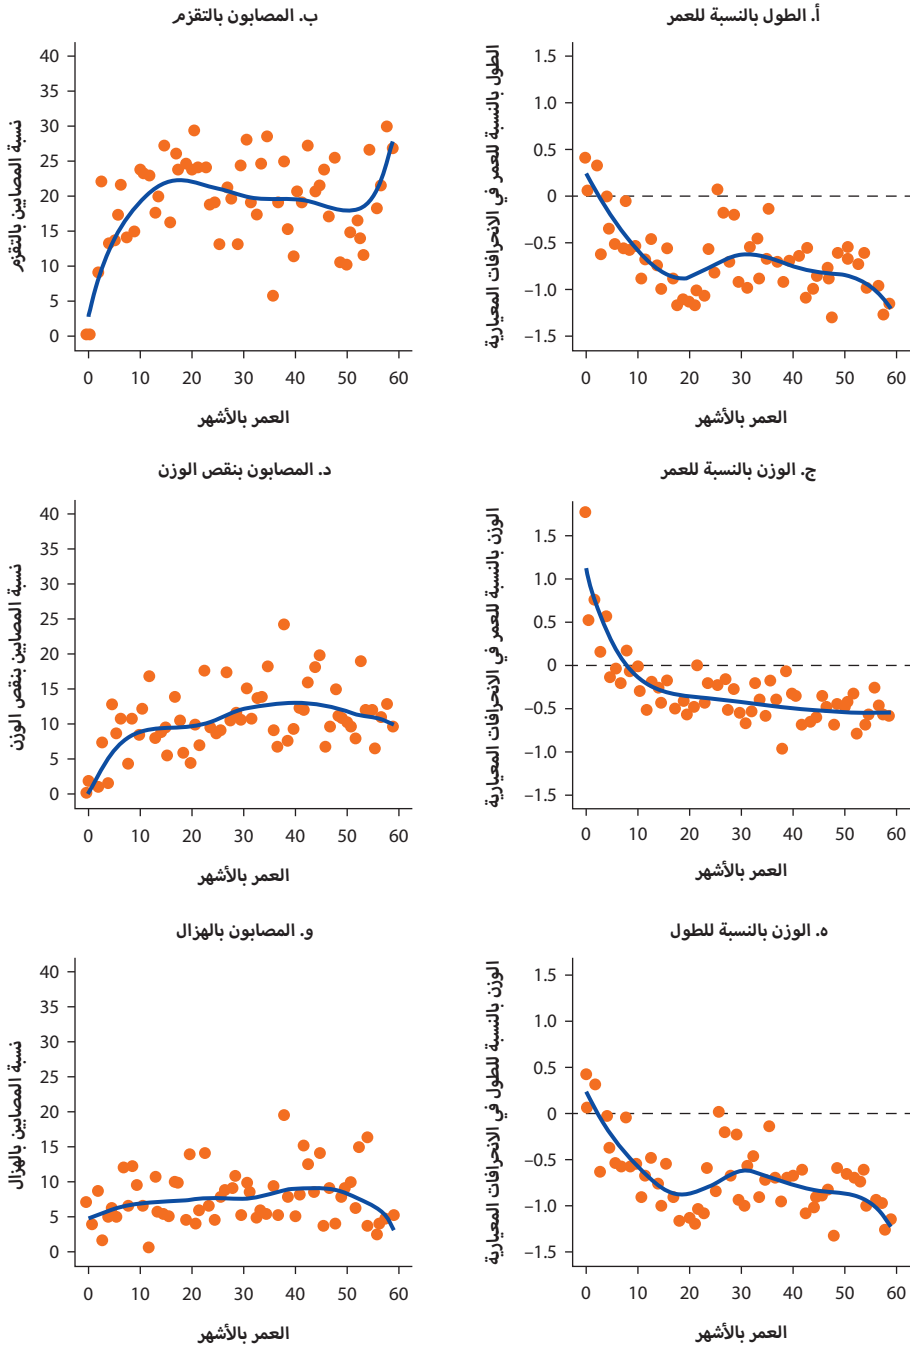 أ. الطول بالنسبة للعمر
الطول بالنسبة للعمر في الانحرافات المعيارية
1.5
1.0
0.5
0
−0.5
−1.0
−1.5
0 10 20 30 40 50 60
العمر بالأشهر
ب. المصابون بالتقزم
نسبة المصابين بالتقزم
40
35
30
25
20
15
10
5
0
0 10 20 30 40 50 60
العمر بالأشهر
ج. الوزن بالنسبة للعمر
الوزن بالنسبة للعمر في الانحرافات المعيارية
1.5
1.0
0.5
0
−0.5
−1.0
−1.5
0 10 20 30 40 50 60
العمر بالأشهر
د. المصابون بنقص الوزن
نسبة المصابين بنقص الوزن
40
35
30
25
20
15
10
5
0
0 10 20 30 40 50 60
العمر بالأشهر
ه. الوزن بالنسبة للطول
الوزن بالنسبة للطول في الانحرافات المعيارية
1.5
1.0
0.5
0
−0.5
−1.0
−1.5
0 10 20 30 40 50 60
العمر بالأشهر
و. المصابون بالهزال
نسبة المصابين بالهزال
40
35
30
25
20
15
10
5
0
0 10 20 30 40 50 60
العمر بالأشهر